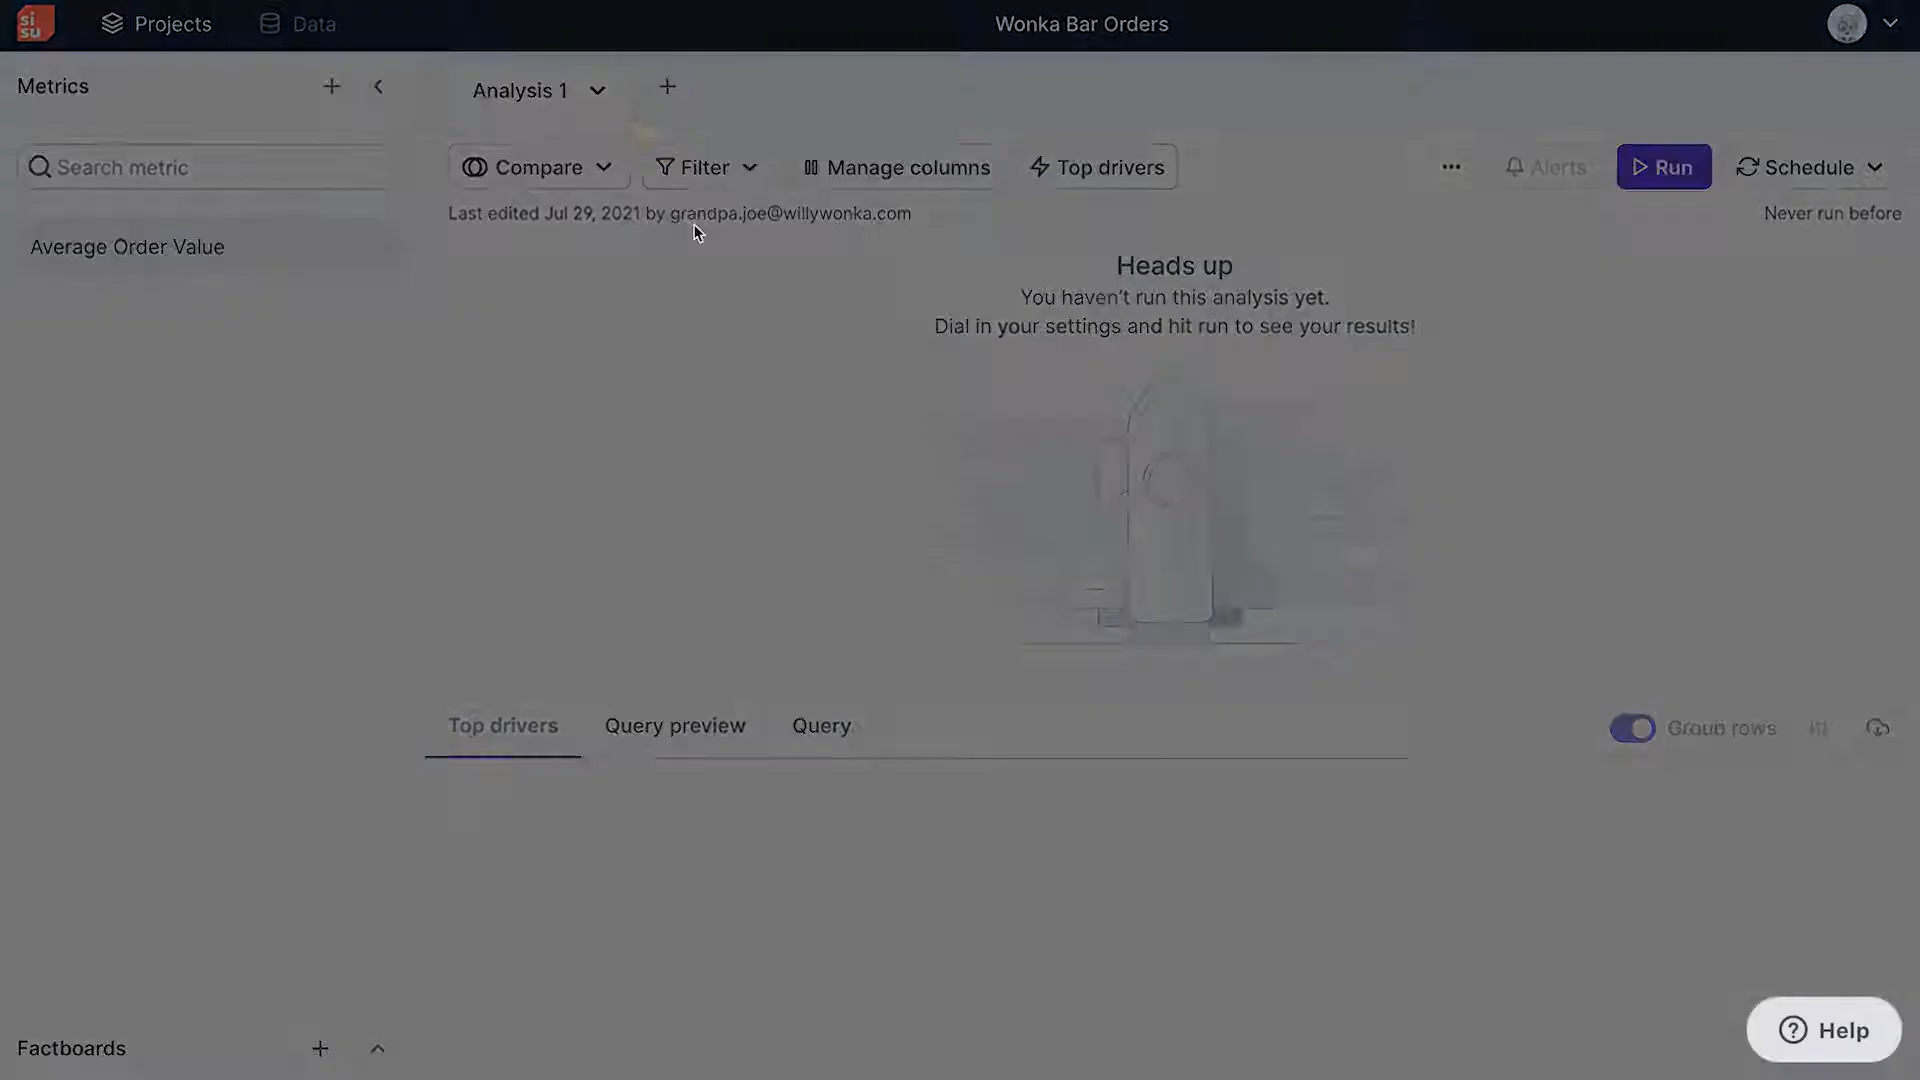 si
su
Projects
Data
Wonka Bar Orders
Metrics
Analysis 1
Search metric
Compare
Filter
Manage columns
Top drivers
Alerts
Run
Schedule
Last edited Jul 29, 2021 by grandpa.joe@willywonka.com
Never run before
Average Order Value
Heads up
You haven't run this analysis yet.
Dial in your settings and hit run to see your results!
Top drivers
Query preview
Query
Group rows
Factboards
Help